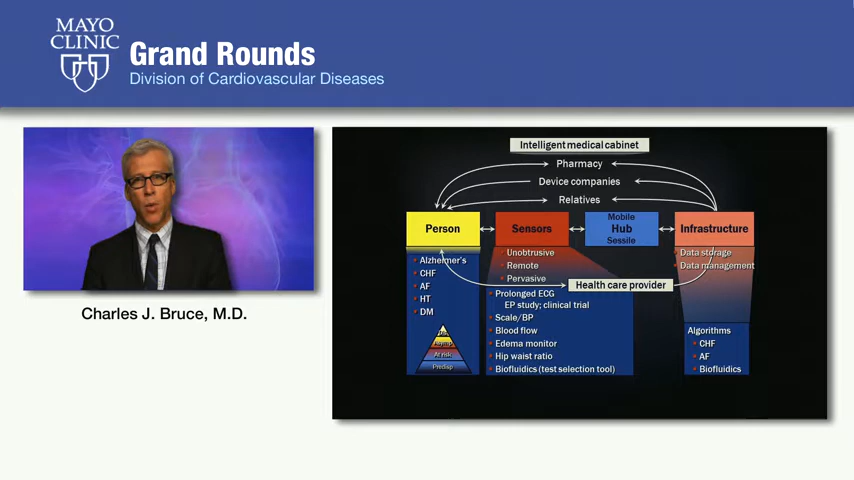 MAYO
CLINIC
Grand Rounds
Division of Cardiovascular Diseases
Charles J. Bruce, M.D.
Intelligent medical cabinet
Pharmacy
Device companies
Relatives
Person
Sensors
Mobile
Hub
Sessile
Infrastructure
Alzheimer's
CHF
AF
HT
DM
At risk
Predisp
Unobtrusive
Remote
Pervasive
Prolonged ECG
EP study; clinical trial
Scale/BP
Blood flow
Edema monitor
Hip waist ratio
Biofluidics (test selection tool)
Health care provider
Data storage
Data management
Algorithms
CHF
AF
Biofluidics